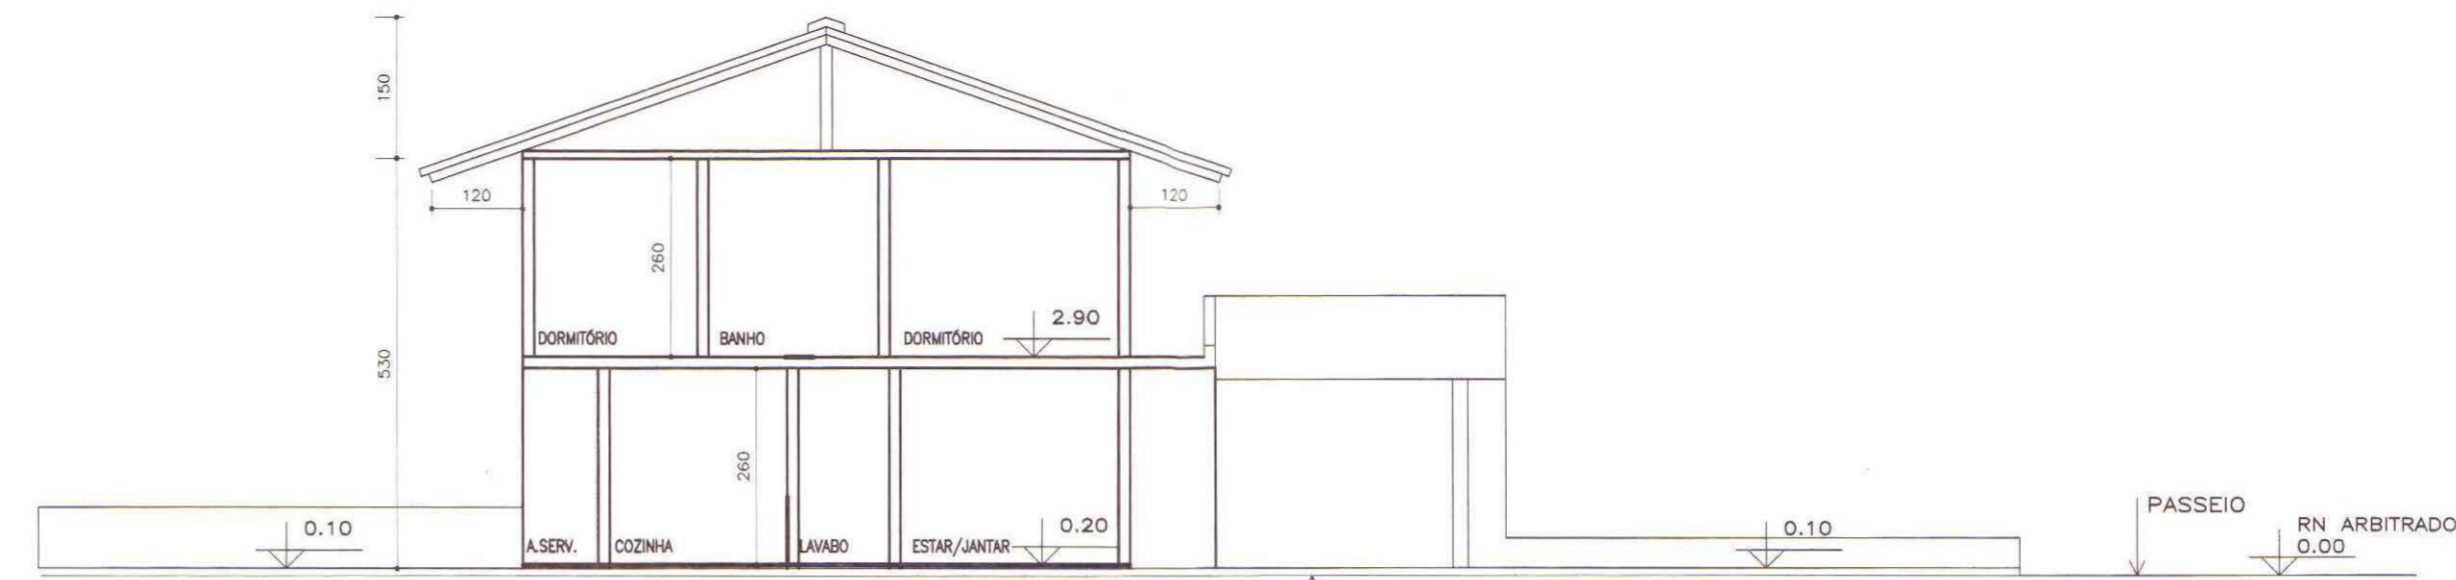 150
120
120
260
530
DORMITÓRIO
BANHO
DORMITÓRIO
2.90
260
0.10
A.SERV.
COZINHA
LAVABO
ESTAR/JANTAR
0.20
0.10
PASSEIO
RN ARBITRADO
0.00